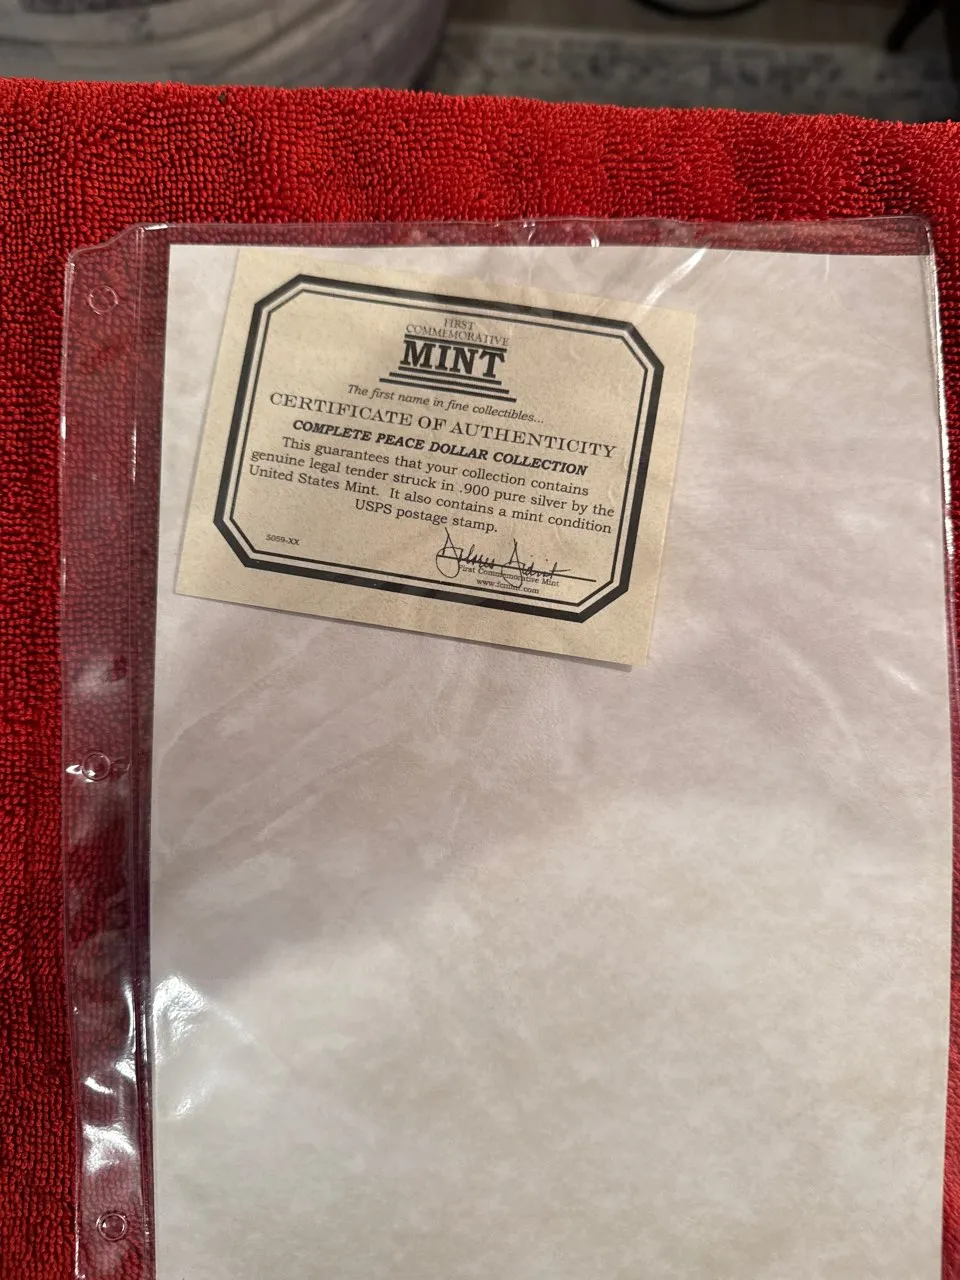 FIRST
COMMEMORATIVE
MINT
The first name in fine collectibles...
CERTIFICATE OF AUTHENTICITY
COMPLETE PEACE DOLLAR COLLECTION
This guarantees that your collection contains
genuine legal tender struck in .900 pure silver by the
United States Mint. It also contains a mint condition
USPS postage stamp.
5059-XX
First Commemorative Mint
www.fcmint.com